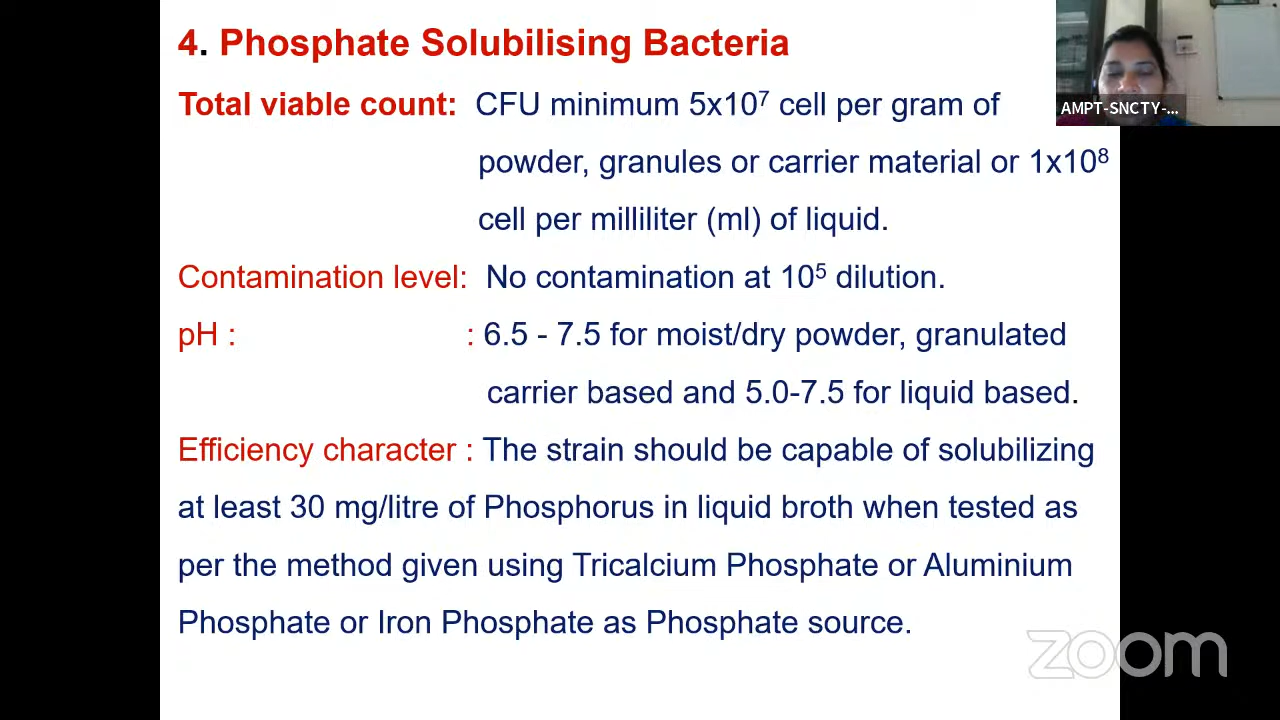 4. Phosphate Solubilising Bacteria
Total viable count: CFU minimum 5x10⁷ cell per gram of
powder, granules or carrier material or 1x10⁸
cell per milliliter (ml) of liquid.
Contamination level: No contamination at 10⁵ dilution.
pH : : 6.5 - 7.5 for moist/dry powder, granulated
carrier based and 5.0-7.5 for liquid based.
Efficiency character : The strain should be capable of solubilizing
at least 30 mg/litre of Phosphorus in liquid broth when tested as
per the method given using Tricalcium Phosphate or Aluminium
Phosphate or Iron Phosphate as Phosphate source.
AMPT-SNCTY-...
zoom